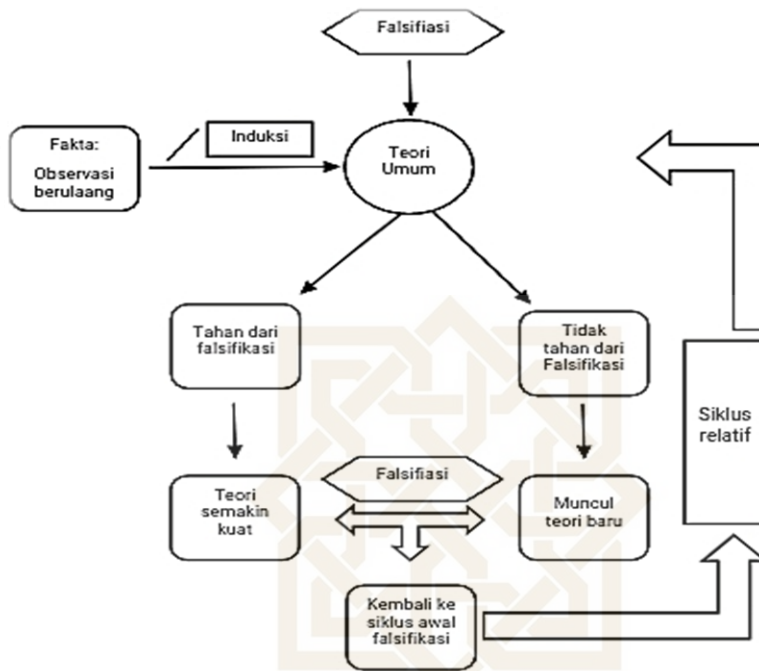 Falsifiasi
Fakta:
Observasi
berulaang
Induksi
Teori
Umum
Tahan dari
falsifikasi
Tidak
tahan dari
Falsifikasi
Siklus
relatif
Teori
semakin
kuat
Falsifiasi
Muncul
teori baru
Kembali ke
siklus awal
falsifikasi